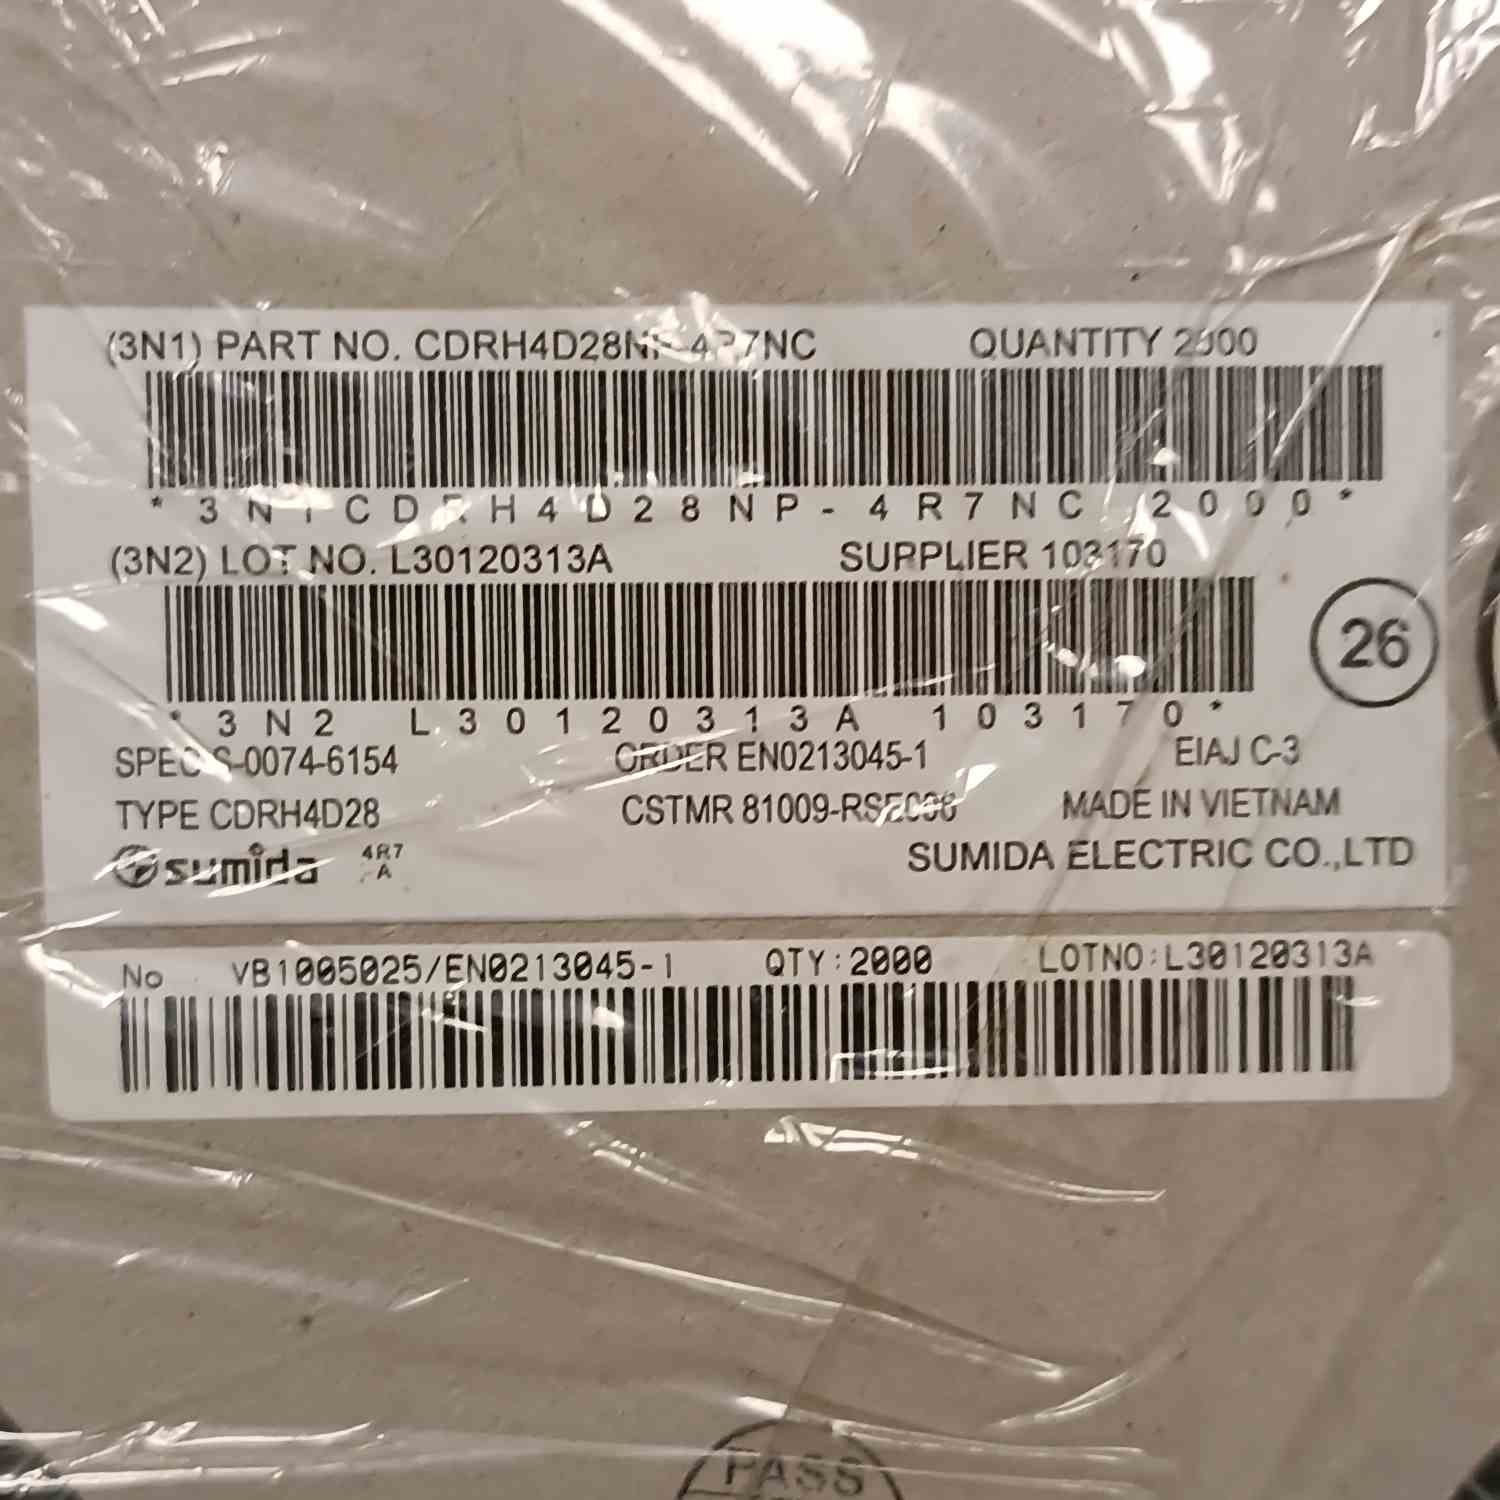 (3N1) PART NO. CDRH4D28NP-4R7NC QUANTITY 2000
*3N1CDRH4D28NP-4R7NC 2000*
(3N2) LOT NO. L30120313A SUPPLIER 103170
*3N2 L30120313A 103170*
26
SPEC S-0074-6154 ORDER EN0213045-1 EIAJ C-3
TYPE CDRH4D28 CSTMR 81009- MADE IN VIETNAM
sumida 4R7 SUMIDA ELECTRIC CO.,LTD
A
No VB1005025/EN0213045-1 QTY:2000 LOTNO:L30120313A
PASS